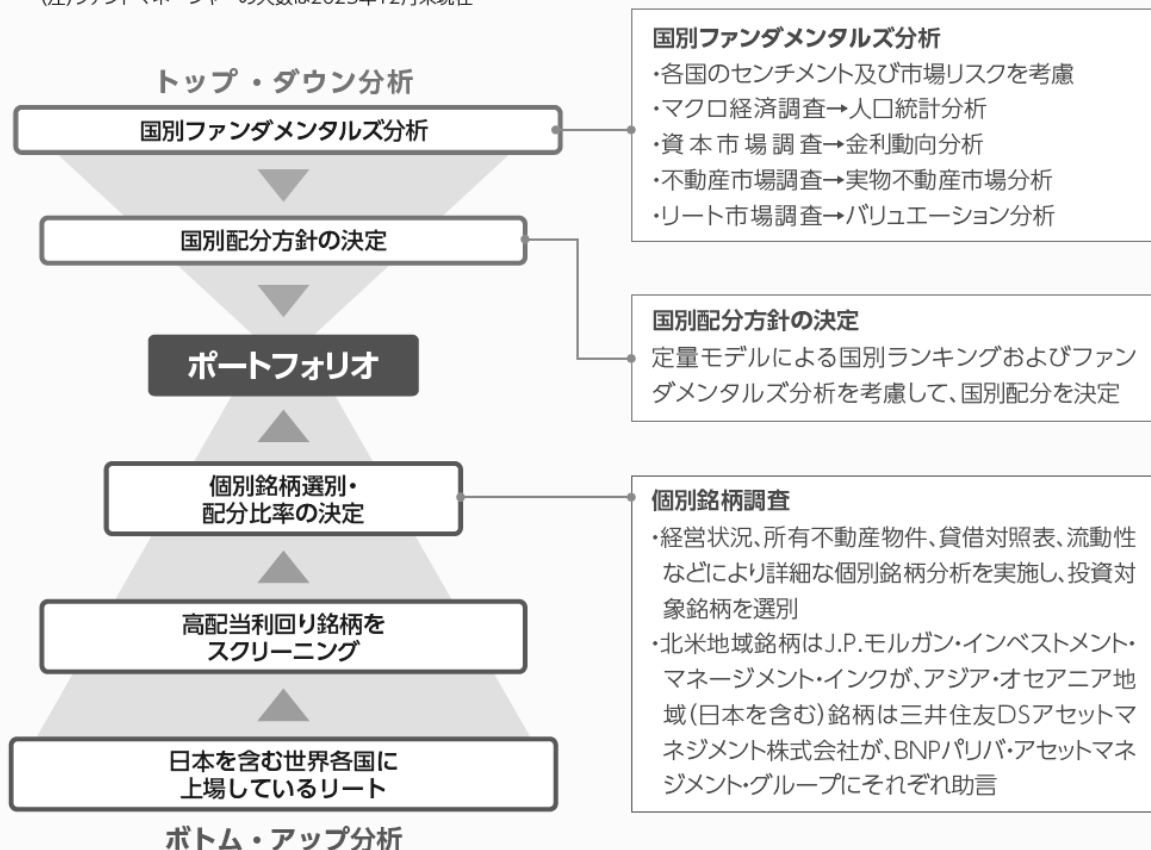 トップ・ダウン分析
国別ファンダメンタルズ分析
国別配分方針の決定
ポートフォリオ
個別銘柄選別・
配分比率の決定
高配当利回り銘柄を
スクリーニング
日本を含む世界各国に
上場しているリート
ボトム・アップ分析
国別ファンダメンタルズ分析
・各国のセンチメント及び市場リスクを考慮
・マクロ経済調査→人口統計分析
・資本市場調査→金利動向分析
・不動産市場調査→実物不動産市場分析
・リート市場調査→バリュエーション分析
国別配分方針の決定
定量モデルによる国別ランキングおよびファン
ダメンタルズ分析を考慮して、国別配分を決定
個別銘柄調査
・経営状況、所有不動産物件、貸借対照表、流動性
などにより詳細な個別銘柄分析を実施し、投資対
象銘柄を選別
・北米地域銘柄はJ.P.モルガン・インベストメント・
マネージメント・インクが、アジア・オセアニア地
域(日本を含む)銘柄は三井住友DSアセットマ
ネジメント株式会社が、BNPパリバ・アセットマネ
ジメント・グループにそれぞれ助言